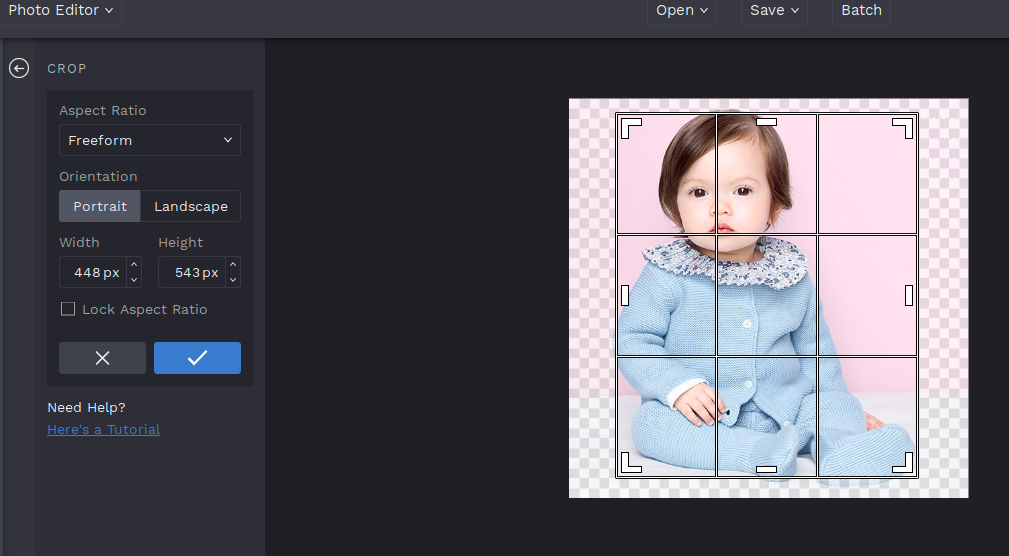 Photo Editor
Open
Save
Batch
CROP
Aspect Ratio
Freeform
Orientation
Portrait
Landscape
Width
Height
448 px
543 px
Lock Aspect Ratio
Need Help?
Here's a Tutorial